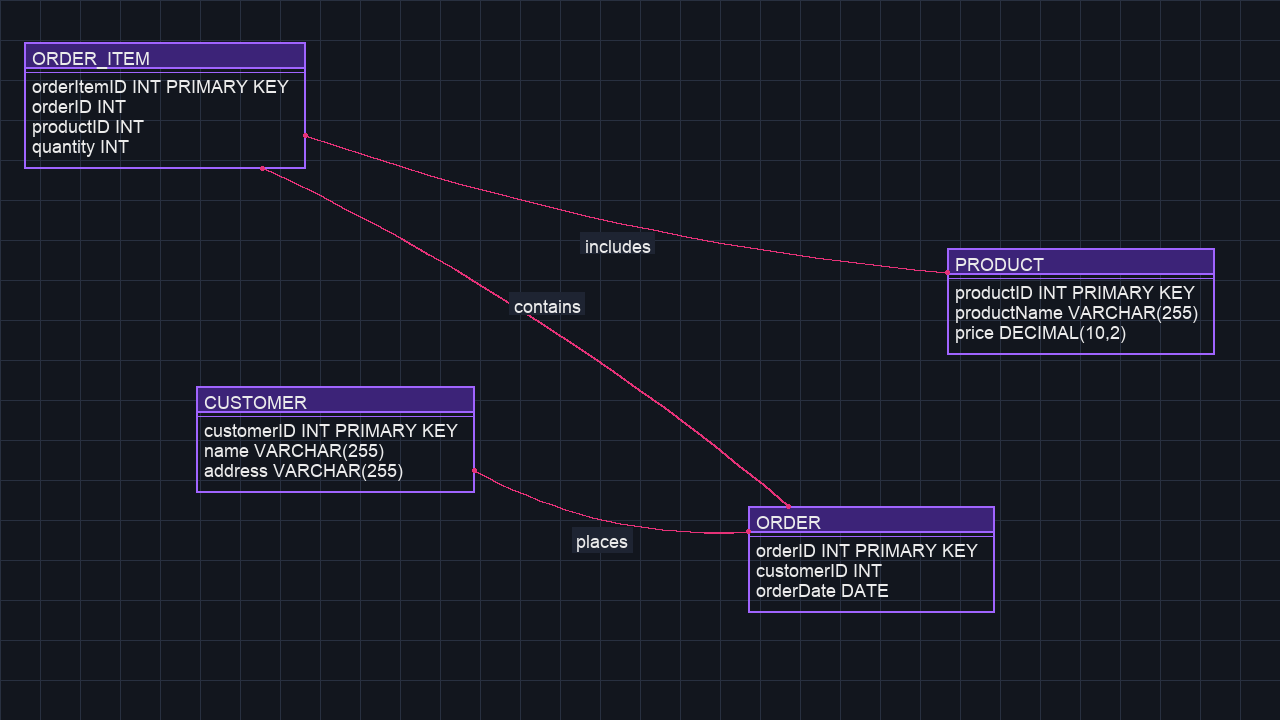 ORDER_ITEM
orderItemID INT PRIMARY KEY
orderID INT
productID INT
quantity INT
includes
PRODUCT
productID INT PRIMARY KEY
productName VARCHAR(255)
price DECIMAL(10,2)
contains
CUSTOMER
customerID INT PRIMARY KEY
name VARCHAR(255)
address VARCHAR(255)
places
ORDER
orderID INT PRIMARY KEY
customerID INT
orderDate DATE